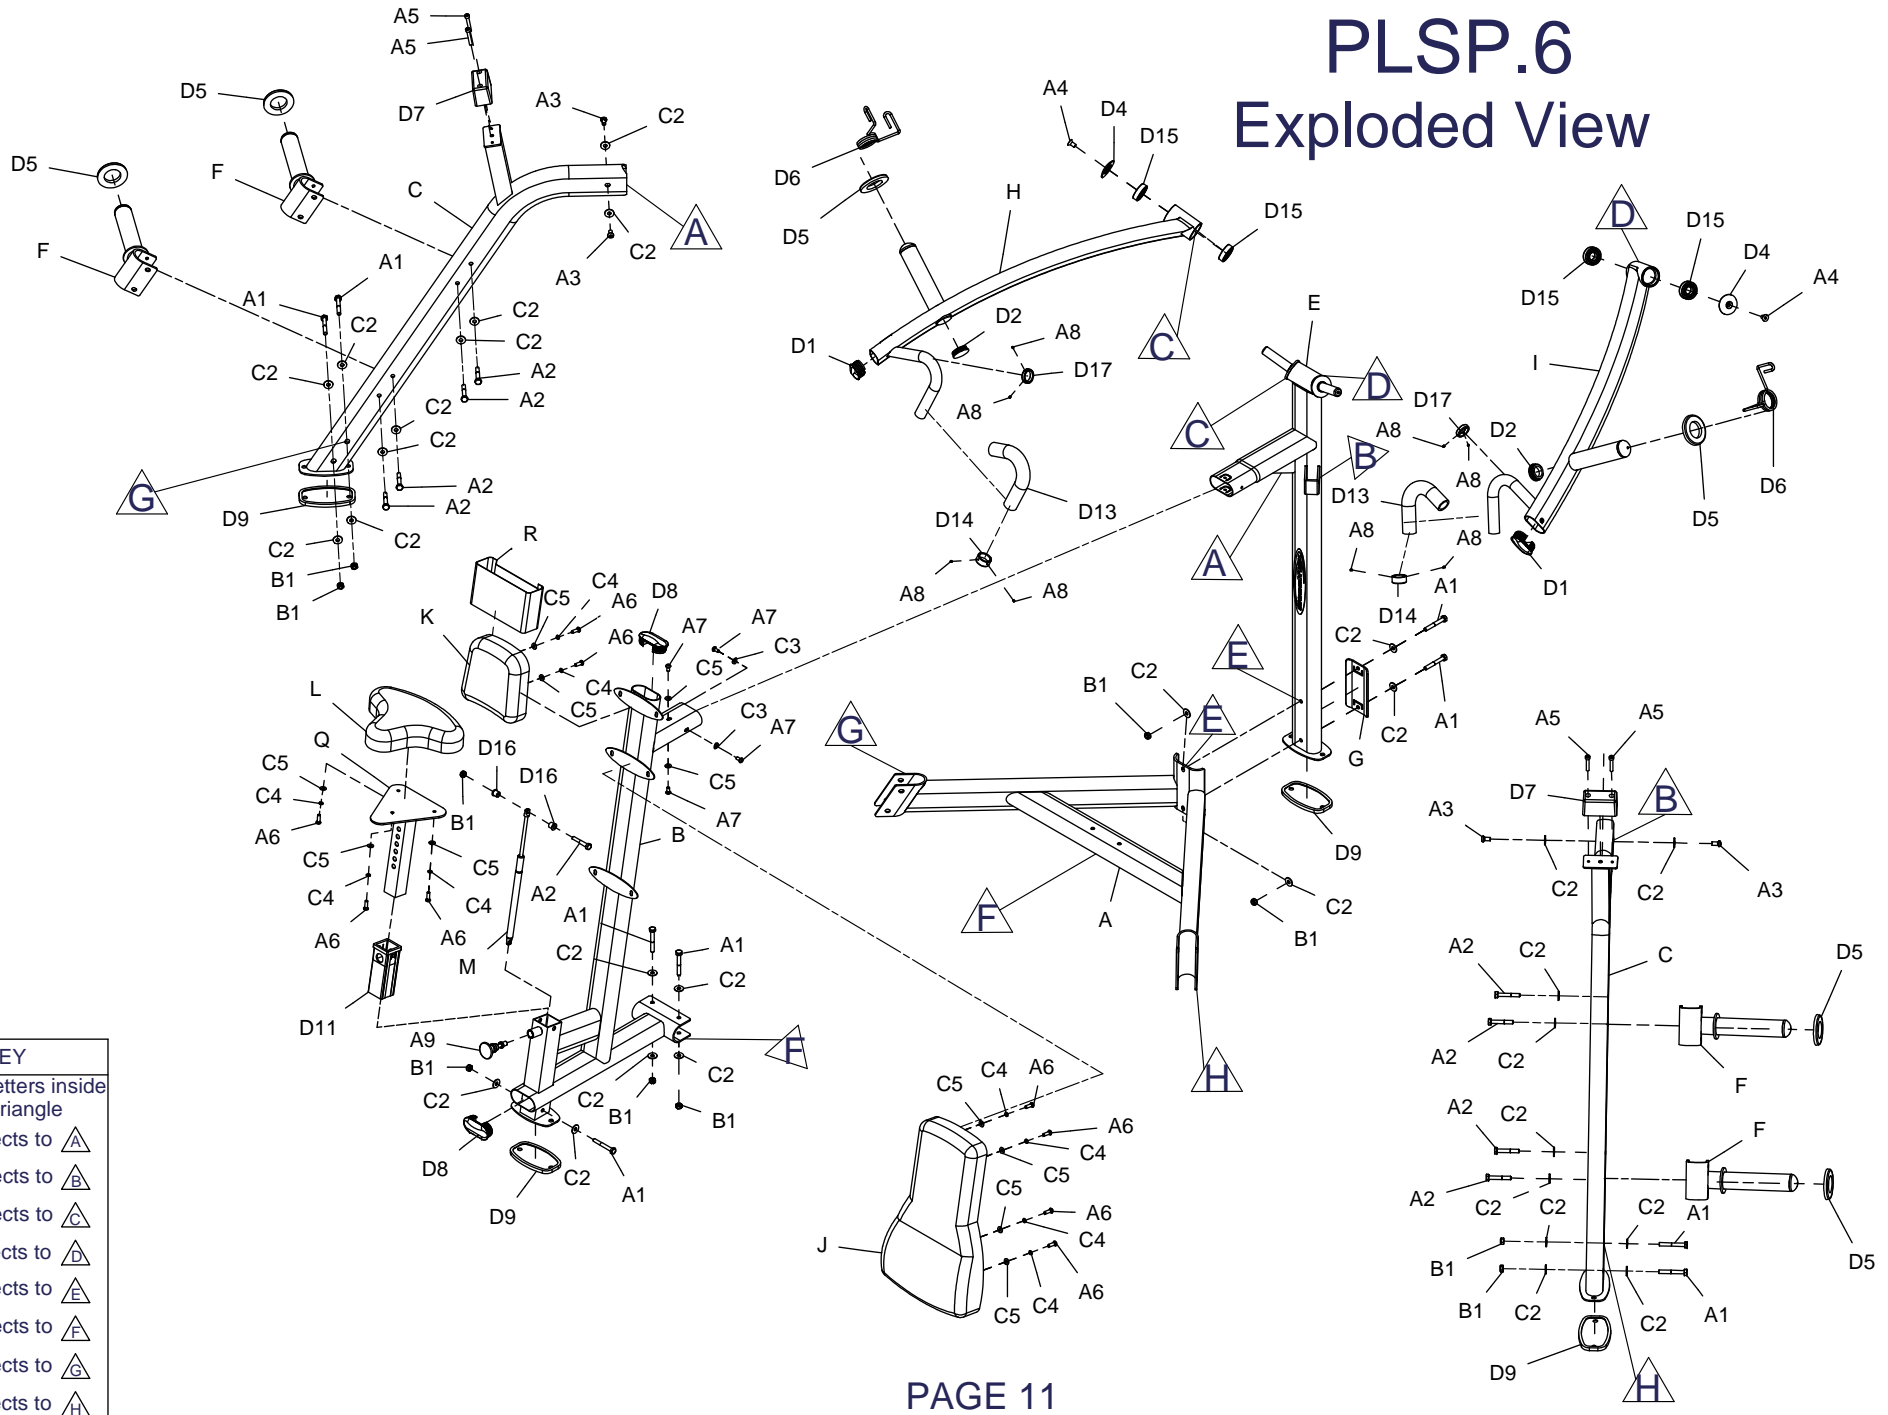 PLSP.6
Exploded View
A5
A5
D7
D5
D5
F
F
C
A3
C2
A
C2
A3
A1
A1
C2
C2
C2
C2
A2
A2
C2
C2
A2
A2
G
D9
C2
C2
B1
B1
D6
D5
H
A4
D4
D15
D15
C
D1
D2
A8
D17
A8
D13
D14
A8
A8
E
D
C
B
A
E
D
D15
D15
D4
A4
I
D17
A8
D2
A8
D13
D6
D5
A8
A8
D1
D14
A1
C2
A1
C2
G
D9
R
K
C5
C4
A6
A6
C4
C5
D8
A7
A7
C3
C5
C3
A7
C5
A7
L
Q
C5
C4
A6
C5
C4
A6
B1
D16
D16
C5
C4
A6
A2
M
B
D11
A1
C2
A1
C2
A9
B1
C2
F
C2
C2
B1
B1
D8
D9
C2
A1
B1
C2
E
G
F
A
C2
B1
H
J
C5
C4
A6
A6
C4
C5
C5
A6
C4
A6
C4
C5
A5
A5
D7
B
A3
C2
C2
A3
A2
C2
C
D5
A2
C2
F
A2
C2
F
A2
C2
C2
C2
A1
D5
B1
B1
C2
C2
A1
D9
H
EY
etters inside
riangle
ects to A
ects to B
ects to C
ects to D
ects to E
ects to F
ects to G
ects to H
PAGE 11